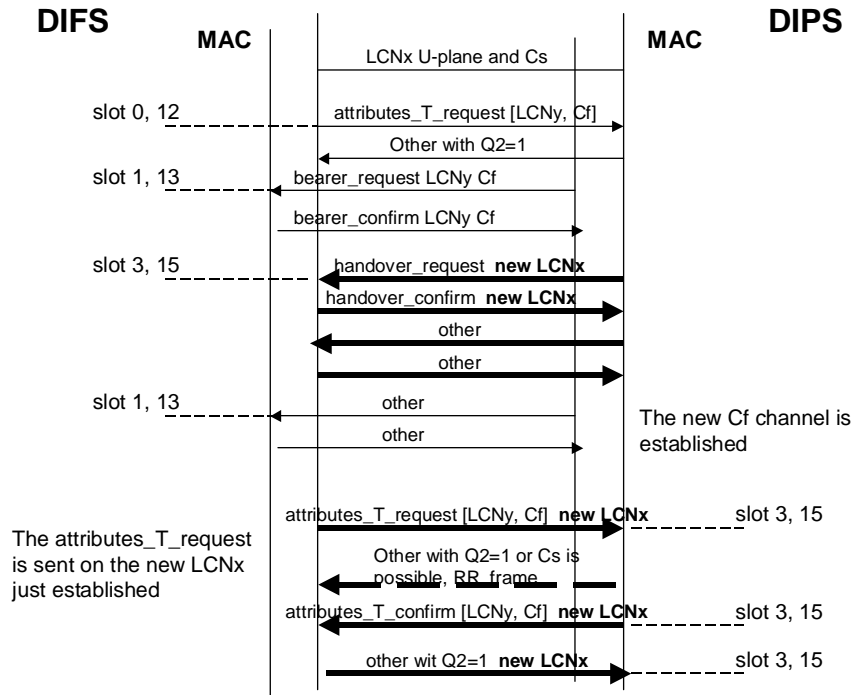 DIFS
DIPS
MAC
MAC
LCNx U-plane and Cs
slot 0, 12
attributes_T_request [LCNy, Cf]
Other with Q2=1
slot 1, 13
bearer_request LCNy Cf
bearer_confirm LCNy Cf
slot 3, 15
handover_request new LCNx
handover_confirm new LCNx
other
other
slot 1, 13
other
other
The new Cf channel is
established
attributes_T_request [LCNy, Cf] new LCNx
slot 3, 15
The attributes_T_request
is sent on the new LCNx
just established
Other with Q2=1 or Cs is
possible, RR_frame
attributes_T_confirm [LCNy, Cf] new LCNx
slot 3, 15
other wit Q2=1 new LCNx
slot 3, 15